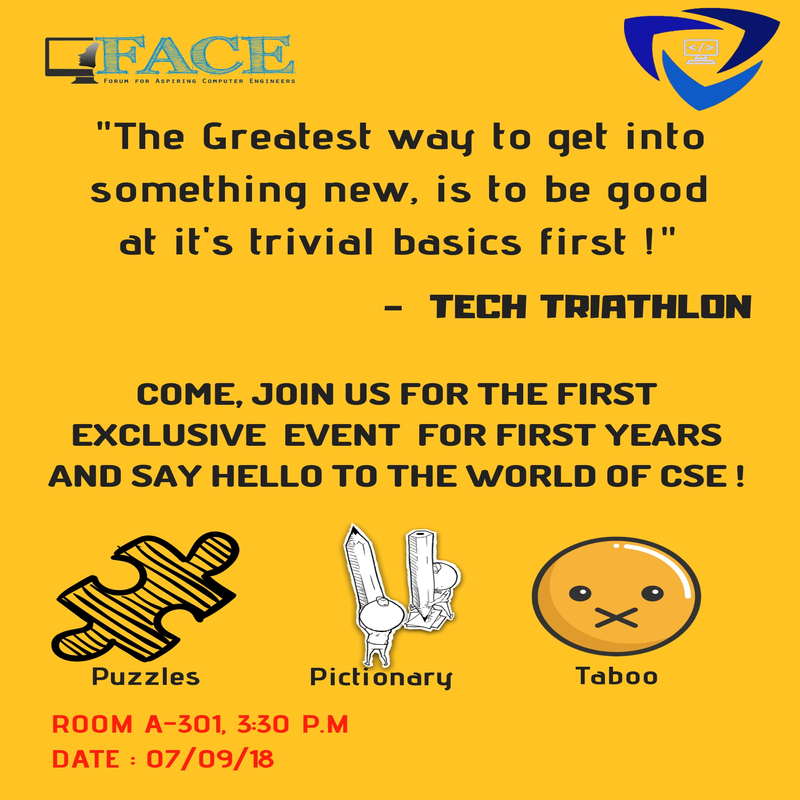 FACE
Forum for Aspiring Computer Engineers
</>
"The Greatest way to get into
something new, is to be good
at it's trivial basics first !"
- TECH TRIATHLON
COME, JOIN US FOR THE FIRST
EXCLUSIVE EVENT FOR FIRST YEARS
AND SAY HELLO TO THE WORLD OF CSE !
Puzzles
Pictionary
Taboo
ROOM A-301, 3:30 P.M
DATE : 07/09/18